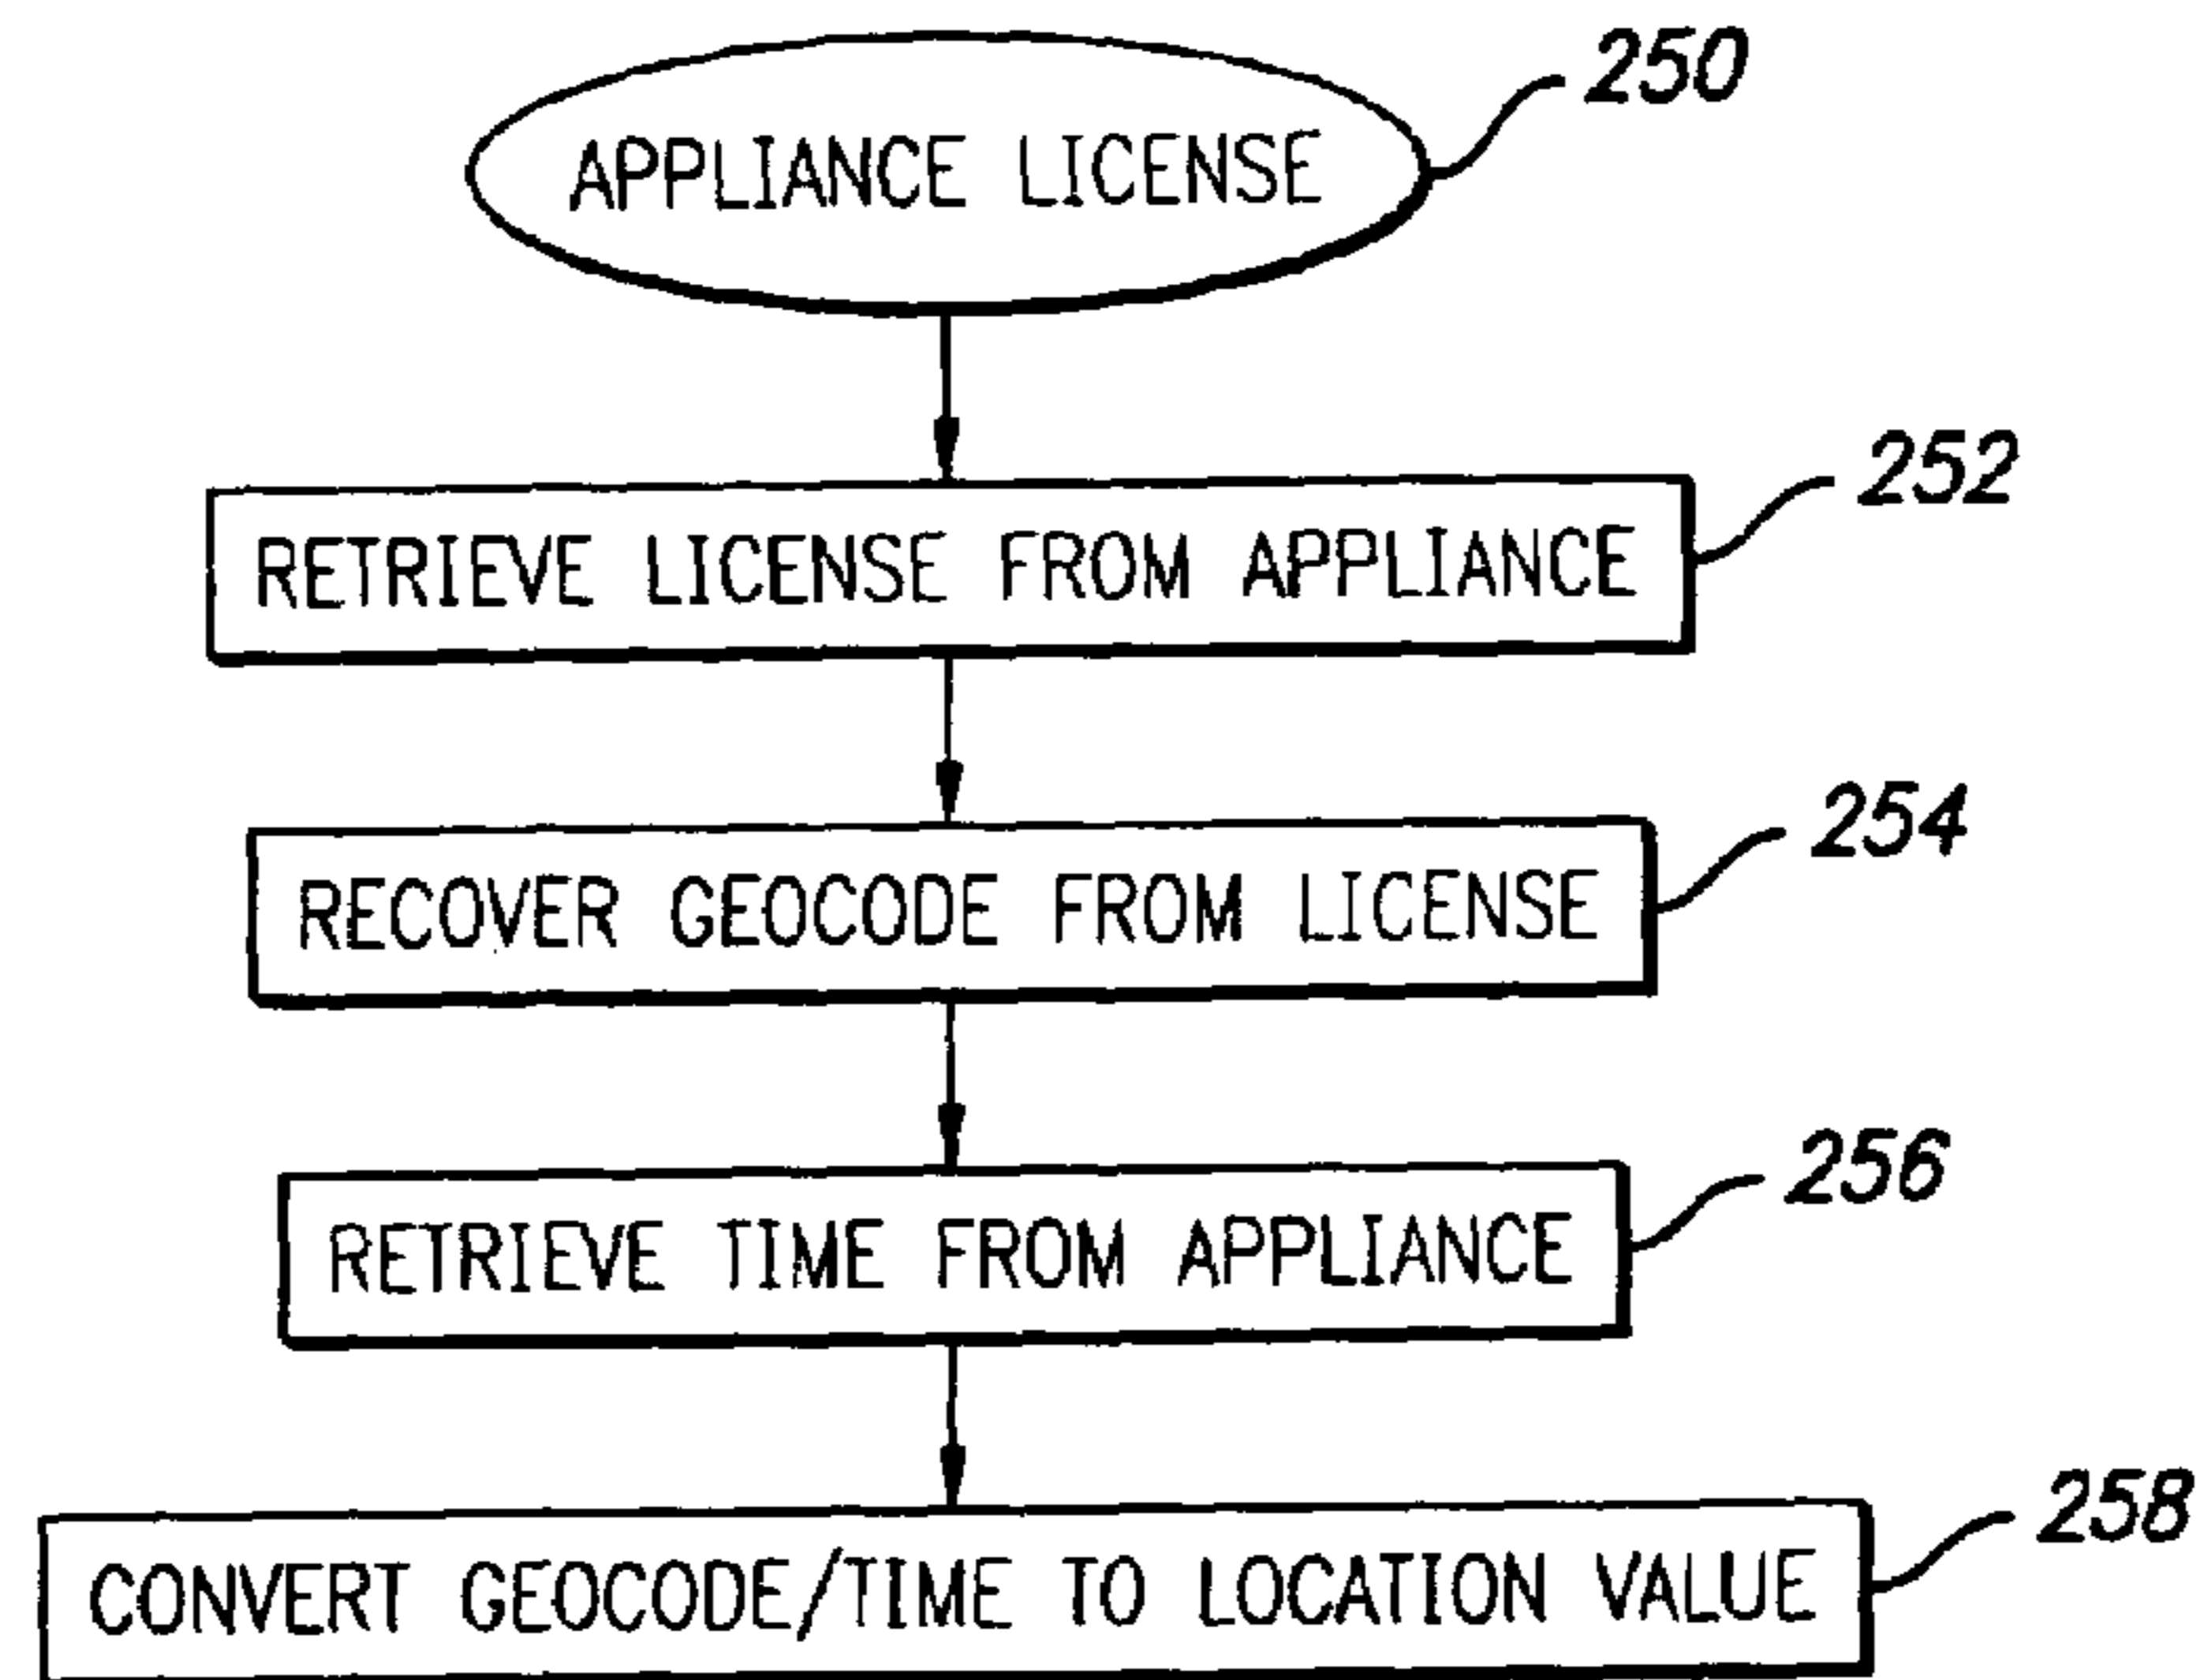 250
APPLIANCE LICENSE
252
RETRIEVE LICENSE FROM APPLIANCE
254
RECOVER GEOCODE FROM LICENSE
256
RETRIEVE TIME FROM APPLIANCE
258
CONVERT GEOCODE/TIME TO LOCATION VALUE